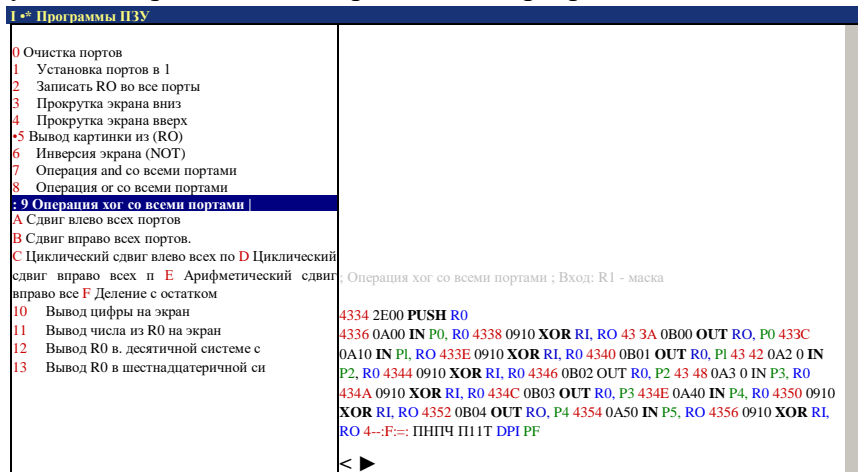 I •* Программы ПЗУ
0 Очистка портов
1 Установка портов в 1
2 Записать RO во все порты
3 Прокрутка экрана вниз
4 Прокрутка экрана вверх
•5 Вывод картинки из (RO)
6 Инверсия экрана (NOT)
7 Операция and со всеми портами
8 Операция or со всеми портами
: 9 Операция хог со всеми портами |
A Сдвиг влево всех портов
B Сдвиг вправо всех портов.
C Циклический сдвиг влево всех по D Циклический
сдвиг вправо всех п E Арифметический сдвиг
вправо все F Деление с остатком
10 Вывод цифры на экран
11 Вывод числа из R0 на экран
12 Вывод R0 в. десятичной системе с
13 Вывод R0 в шестнадцатеричной си
; Операция хог со всеми портами ; Вход: R1 - маска
4334 2E00 PUSH R0
4336 0A00 IN P0, R0 4338 0910 XOR RI, RO 43 3A 0B00 OUT RO, P0 433C
0A10 IN Pl, RO 433E 0910 XOR RI, R0 4340 0B01 OUT R0, Pl 43 42 0A2 0 IN
P2, R0 4344 0910 XOR RI, R0 4346 0B02 OUT R0, P2 43 48 0A3 0 IN P3, R0
434A 0910 XOR RI, R0 434C 0B03 OUT R0, P3 434E 0A40 IN P4, R0 4350 0910
XOR RI, RO 4352 0B04 OUT RO, P4 4354 0A50 IN P5, RO 4356 0910 XOR RI,
RO 4--:F:=: ПНПЧ П11Т DPI PF
< ►